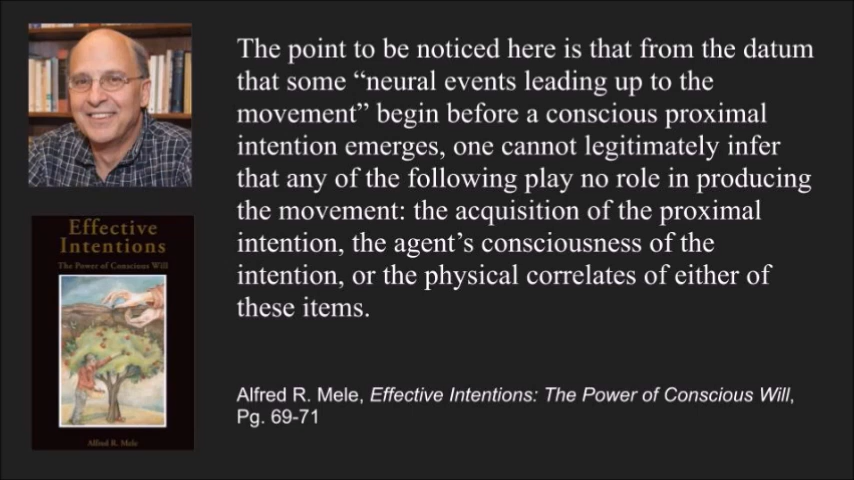 The point to be noticed here is that from the datum
that some “neural events leading up to the
movement” begin before a conscious proximal
intention emerges, one cannot legitimately infer
that any of the following play no role in producing
the movement: the acquisition of the proximal
intention, the agent’s consciousness of the
intention, or the physical correlates of either of
these items.
Alfred R. Mele, Effective Intentions: The Power of Conscious Will,
Pg. 69-71
Effective
Intentions
The Power of Conscious Will
Alfred R. Mele